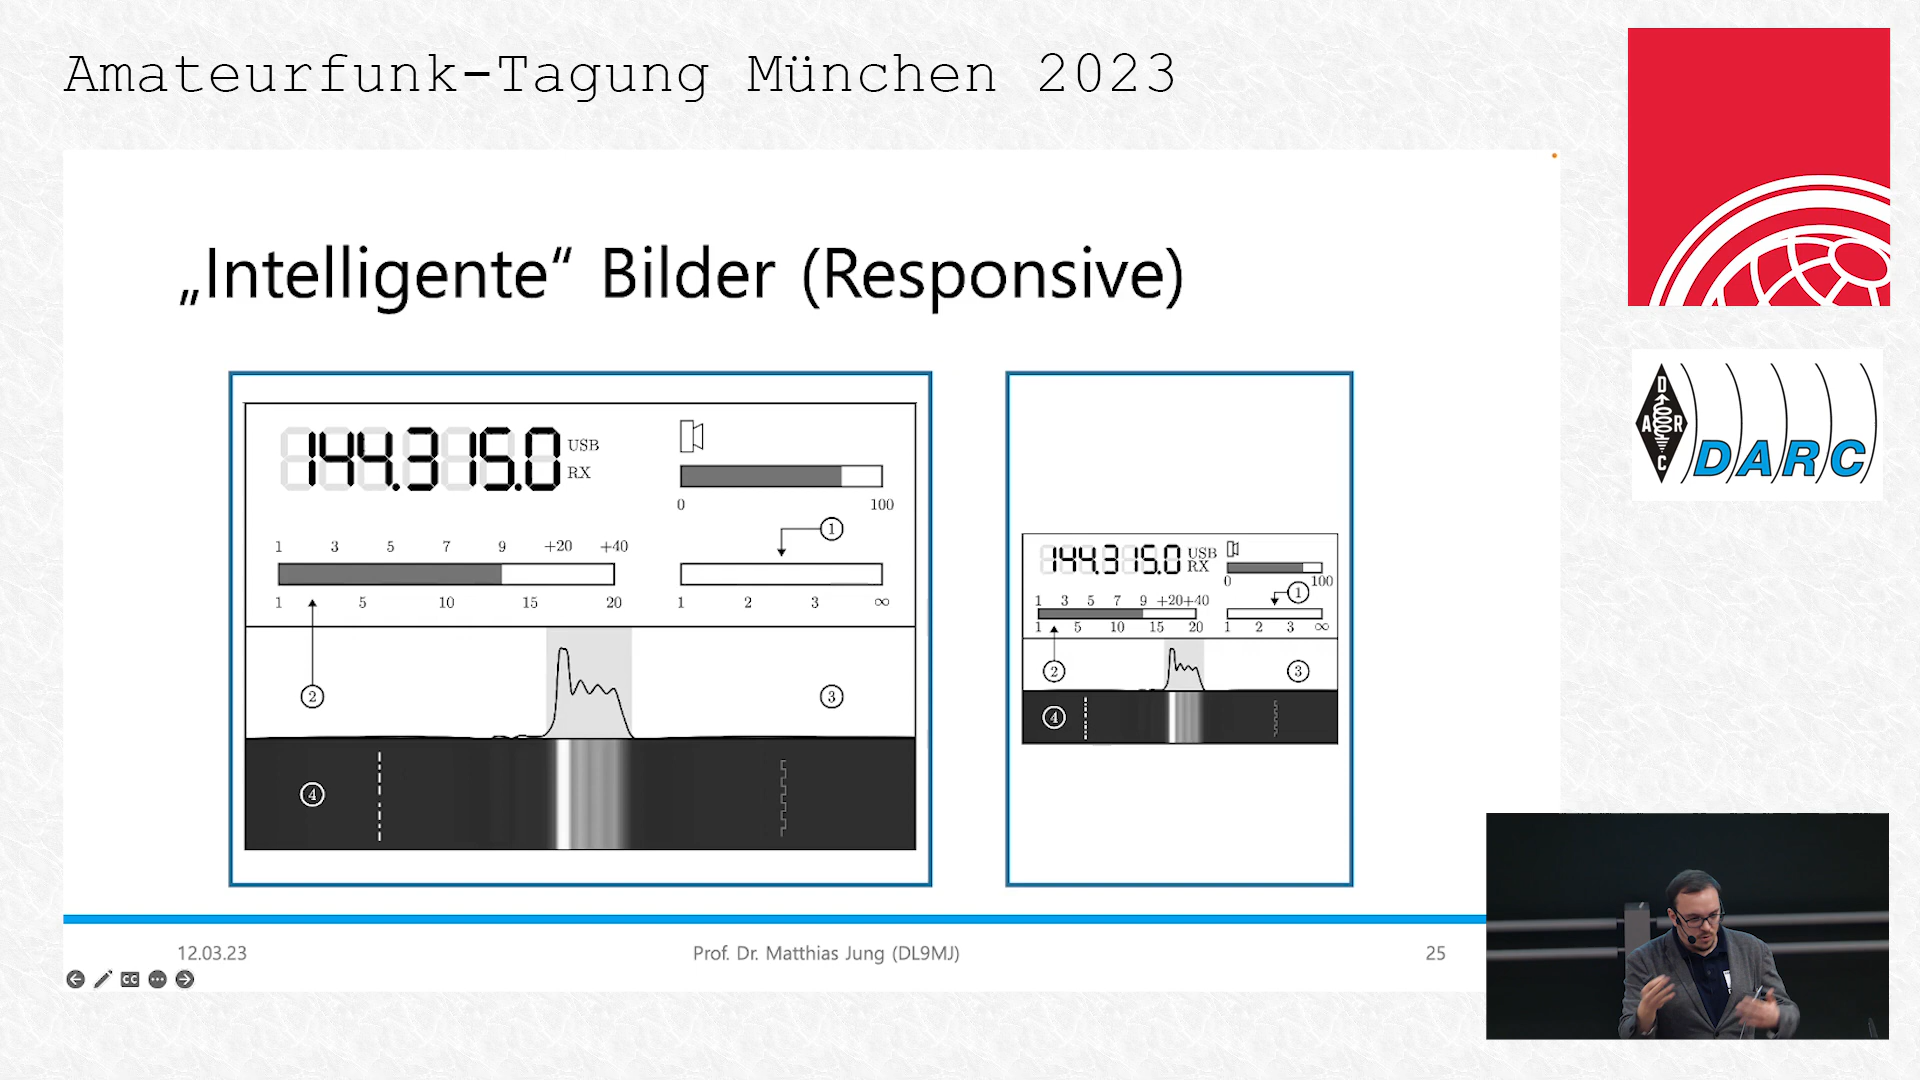 Amateurfunk-Tagung München 2023
„Intelligente“ Bilder (Responsive)
144.315.0
USB
RX
0 100
1
1 3 5 7 9 +20 +40
1 5 10 15 20
1 2 3 ∞
2
3
4
144.315.0
USB
RX
0 100
1
1 3 5 7 9 +20+40
1 5 10 15 20
1 2 3 ∞
2
3
4
D
A R
C
DARC
12.03.23
Prof. Dr. Matthias Jung (DL9MJ)
25
CC